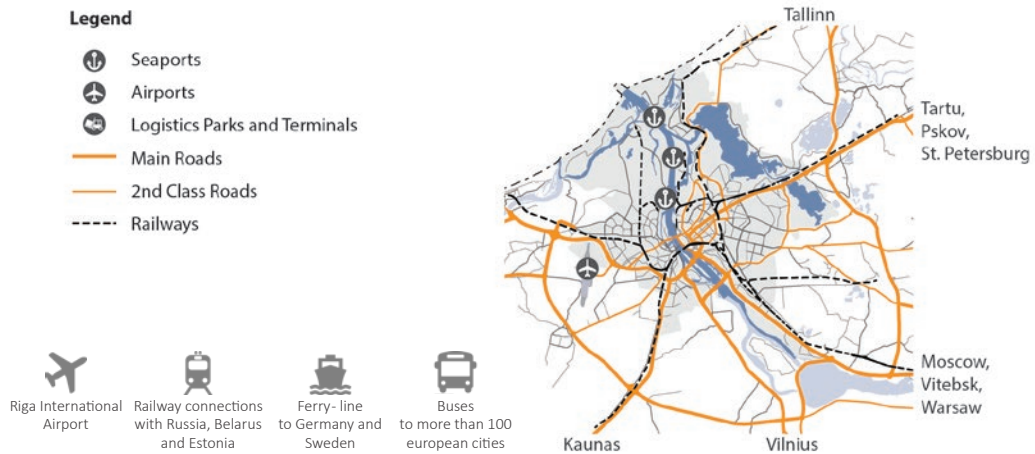 Legend
Seaports
Airports
Logistics Parks and Terminals
Main Roads
2nd Class Roads
Railways
Tallinn
Tartu,
Pskov,
St. Petersburg
Moscow,
Vitebsk,
Warsaw
Kaunas
Vilnius
Riga International
Airport
Railway connections
with Russia, Belarus
and Estonia
Ferry- line
to Germany and
Sweden
Buses
to more than 100
european cities